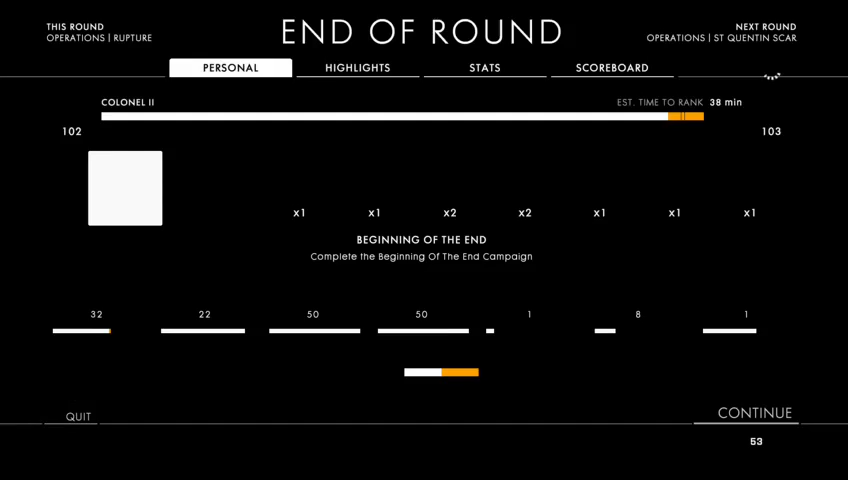 THIS ROUND
OPERATIONS | RUPTURE
END OF ROUND
NEXT ROUND
OPERATIONS | ST QUENTIN SCAR
PERSONAL
HIGHLIGHTS
STATS
SCOREBOARD
COLONEL II
EST. TIME TO RANK 38 min
102
103
x1 x1 x2 x2 x1 x1 x1
BEGINNING OF THE END
Complete the Beginning Of The End Campaign
32 22 50 50 1 8 1
QUIT
CONTINUE
53